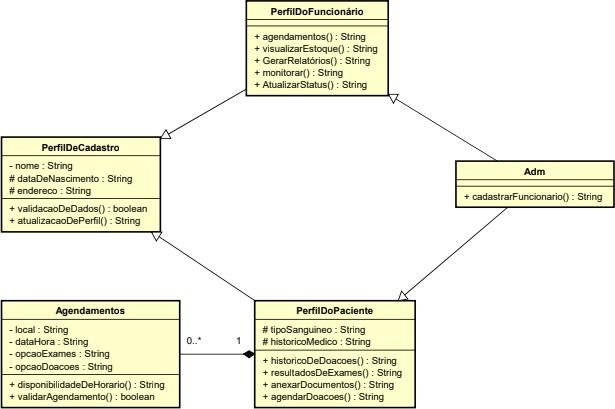 PerfilDoFuncionário
+ agendamentos() : String
+ visualizarEstoque() : String
+ GerarRelatórios() : String
+ monitorar() : String
+ AtualizarStatus() : String
PerfilDeCadastro
- nome : String
# dataDeNascimento : String
# endereco : String
+ validacaoDeDados() : boolean
+ atualizacaoDePerfil() : String
Adm
+ cadastrarFuncionario() : String
Agendamentos
- local : String
- dataHora : String
- opcaoExames : String
- opcaoDoacoes : String
+ disponibilidadeDeHorario() : String
+ validarAgendamento() : boolean
0..*
1
PerfilDoPaciente
# tipoSanguineo : String
# historicoMedico : String
+ historicoDeDoacoes() : String
+ resultadosDeExames() : String
+ anexarDocumentos() : String
+ agendarDoacoes() : String